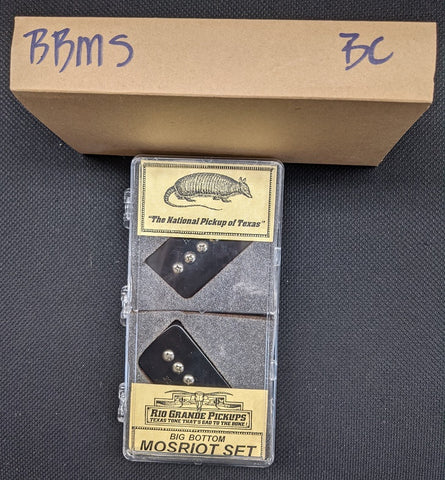 BBMS BC
"The National Pickup of Texas"
RIO GRANDE PICKUPS
TEXAS TONE THAT'S BAD TO THE BONE!
BIG BOTTOM
MOSRIOT SET